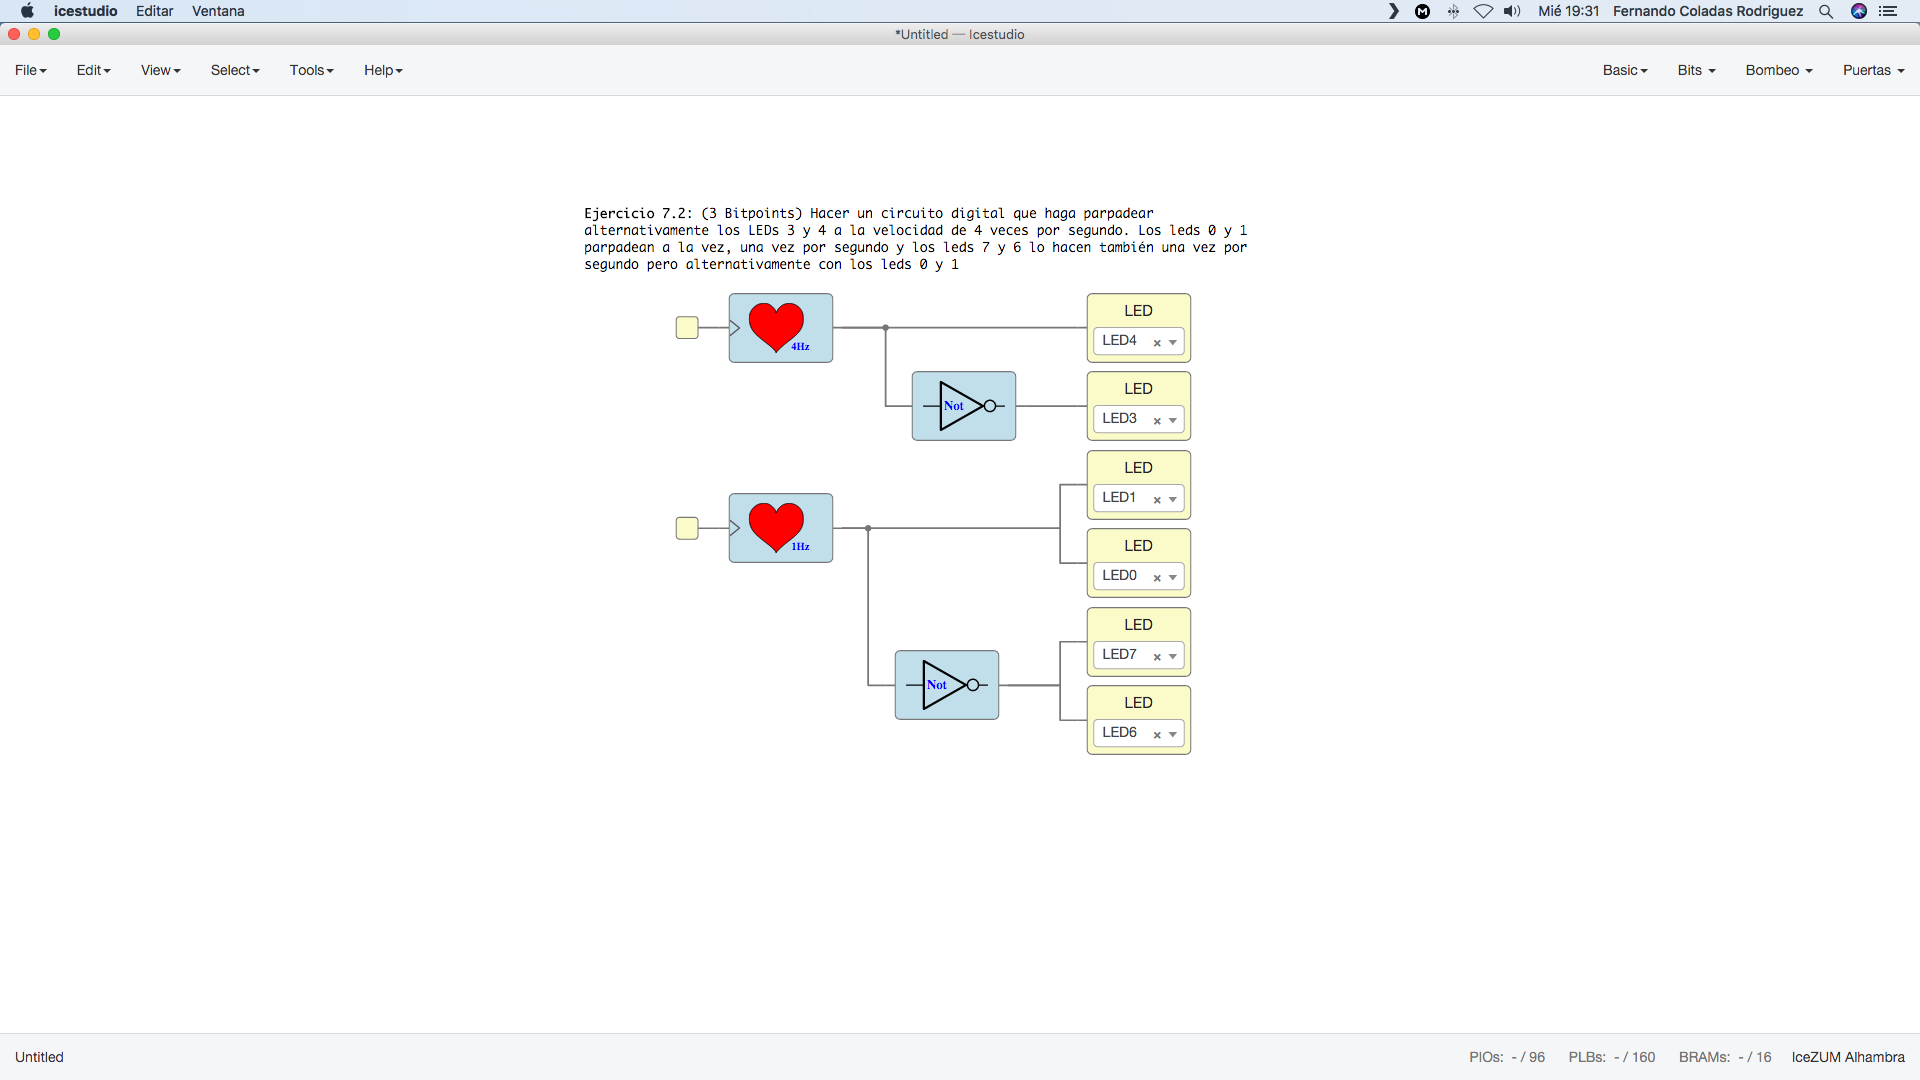 icestudio Editar Ventana Mié 19:31 Fernando Coladas Rodriguez
*Untitled — Icestudio
File Edit View Select Tools Help Basic Bits Bombeo Puertas
Ejercicio 7.2: (3 Bitpoints) Hacer un circuito digital que haga parpadear
alternativamente los LEDs 3 y 4 a la velocidad de 4 veces por segundo. Los leds 0 y 1
parpadean a la vez, una vez por segundo y los leds 7 y 6 lo hacen también una vez por
segundo pero alternativamente con los leds 0 y 1
LED
LED4
4Hz
LED
Not
LED3
LED
LED1
1Hz
LED
LED0
LED
LED7
Not
LED
LED6
Untitled PIOs: - / 96 PLBs: - / 160 BRAMs: - / 16 IceZUM Alhambra